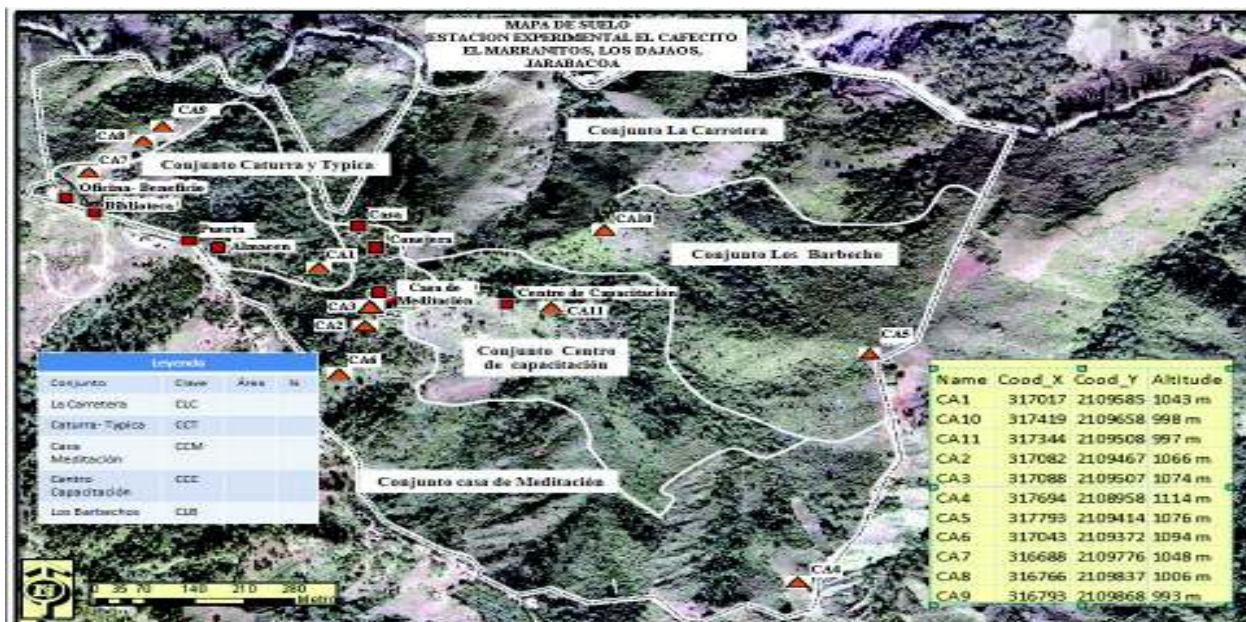 MAPA DE SUELO
ESTACION EXPERIMENTAL EL CAFECITO
EL MARRANITOS, LOS DAJAOS,
JARABACOA
CA9
CA8
CA7
Conjunto La Carretera
Conjunto Caturra y Typica
Oficina- Beneficio
Biblioteca
Puerta
Almacen
Casa
Conejera
CA1
CA10
Conjunto Los Barbecho
Casa de
Meditación
Centro de Capacitación
CA3
CA2
CA11
CA6
CA5
Conjunto Centro
de capacitación
Conjunto casa de Meditación
CA4
Leyenda
Conjunto Clave Área N
La Carretera CLC
Caturra- Typica CCT
Casa
Meditación CCM
Centro
Capacitación CCC
Los Barbechos CLB
0 35 70 140 210 280
Metro
Name Cood_X Cood_Y Altitude
CA1 317017 2109585 1043 m
CA10 317419 2109658 998 m
CA11 317344 2109508 997 m
CA2 317082 2109467 1066 m
CA3 317088 2109507 1074 m
CA4 317694 2108958 1114 m
CA5 317793 2109414 1076 m
CA6 317043 2109372 1094 m
CA7 316688 2109776 1048 m
CA8 316766 2109837 1006 m
CA9 316793 2109868 993 m